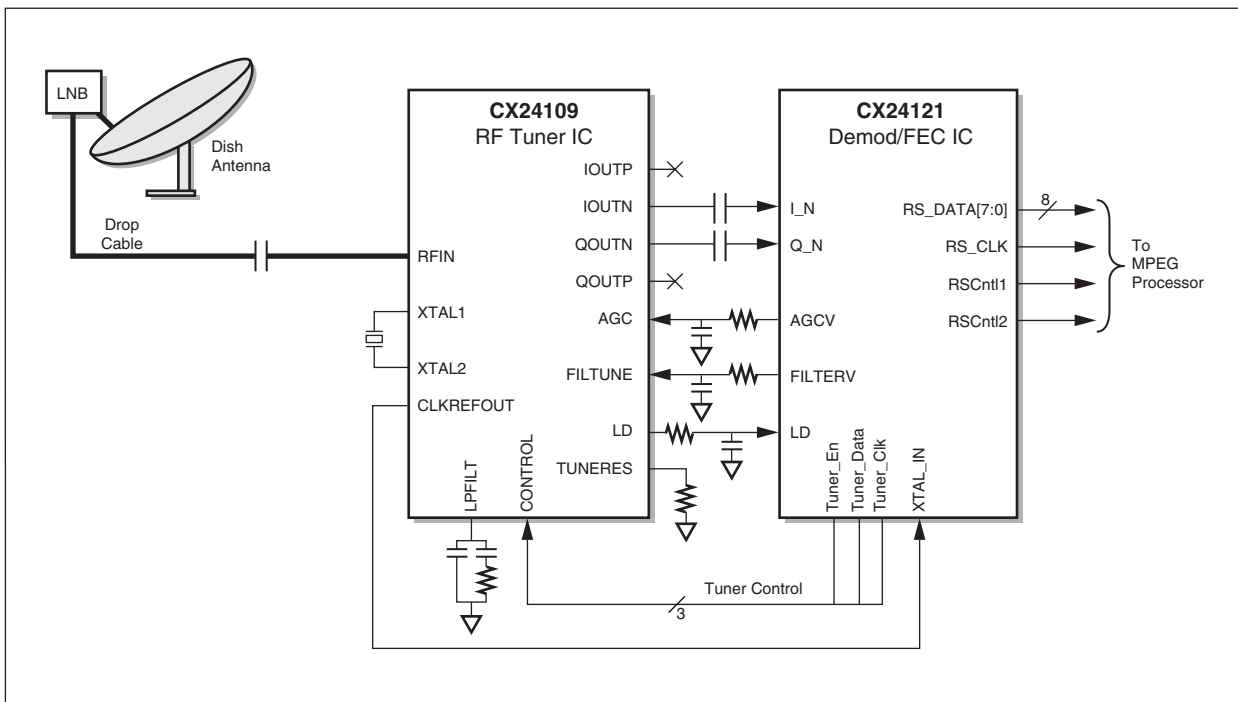 LNB
Dish
Antenna
Drop
Cable
CX24109
RF Tuner IC
RFIN
XTAL1
XTAL2
CLKREFOUT
IOUTP
IOUTN
QOUTN
QOUTP
AGC
FILTUNE
LD
TUNERES
LPFILT
CONTROL
CX24121
Demod/FEC IC
I_N
Q_N
AGCV
FILTERV
LD
RS_DATA[7:0]
RS_CLK
RSCntl1
RSCntl2
Tuner_En
Tuner_Data
Tuner_Clk
XTAL_IN
8
To
MPEG
Processor
Tuner Control
3